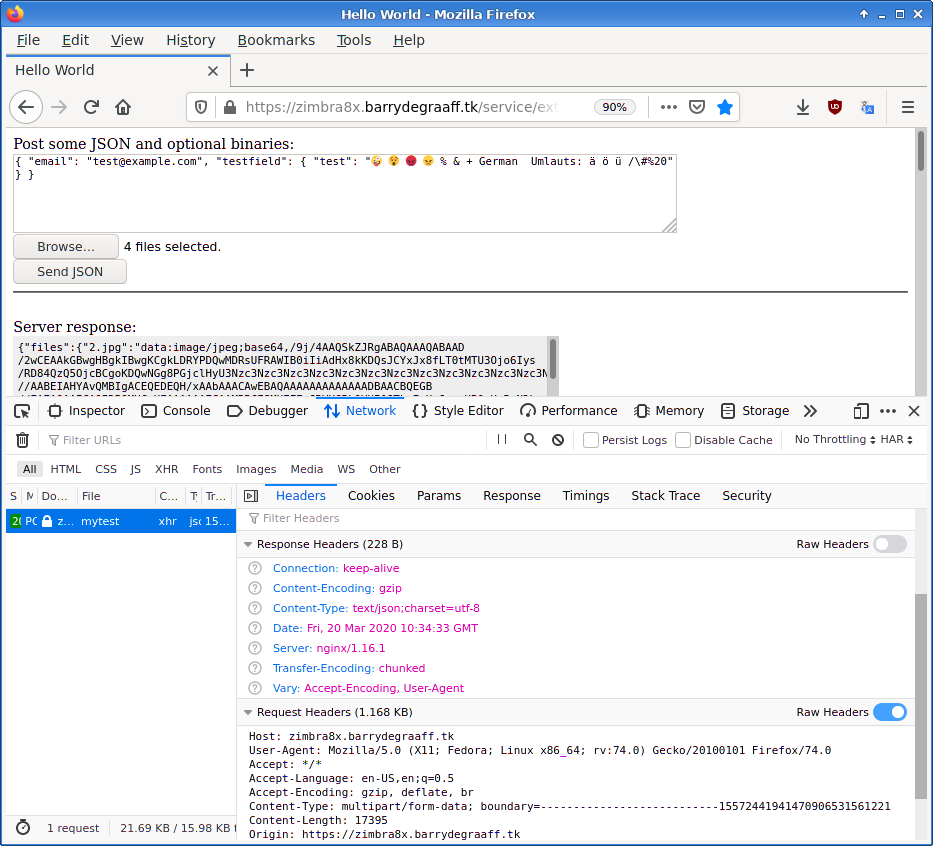 Hello World - Mozilla Firefox
File Edit View History Bookmarks Tools Help
Hello World
https://zimbra8x.barrydegraaff.tk/service/ext 90%
Post some JSON and optional binaries:
{ "email": "test@example.com", "testfield": { "test": "🤪 😲 😡 😠 % & + German  Umlauts: ä ö ü /\#%20"
} }
Browse... 4 files selected.
Send JSON
Server response:
{"files":{"2.jpg":"data:image/jpeg;base64,/9j/4AAQSkZJRgABAQAAAQABAAD
/2wCEAAkGBwgHBgkIBwgKCgkLDRYPDQwMDRsUFRAWIB0iIiAdHx8kKDQsJCYxJx8fLT0tMTU3Ojo6Iys
/RD84QzQ5OjcBCgoKDQwNGg8PGjclHyU3Nzc3Nzc3Nzc3Nzc3Nzc3Nzc3Nzc3Nzc3Nzc3Nzc3Nzc3N
//AABEIAHYAvQMBIgACEQEDEQH/xAAbAAACAwEBAQAAAAAAAAAAAAADBAACBQEGB
Inspector Console Debugger Network Style Editor Performance Memory Storage
Filter URLs Persist Logs Disable Cache No Throttling HAR
All HTML CSS JS XHR Fonts Images Media WS Other
S M Do... File C... T Tr... Headers Cookies Params Response Timings Stack Trace Security
20 PO z... mytest xhr jsc 15...
Filter Headers
Response Headers (228 B) Raw Headers
Connection: keep-alive
Content-Encoding: gzip
Content-Type: text/json;charset=utf-8
Date: Fri, 20 Mar 2020 10:34:33 GMT
Server: nginx/1.16.1
Transfer-Encoding: chunked
Vary: Accept-Encoding, User-Agent
Request Headers (1.168 KB) Raw Headers
Host: zimbra8x.barrydegraaff.tk
User-Agent: Mozilla/5.0 (X11; Fedora; Linux x86_64; rv:74.0) Gecko/20100101 Firefox/74.0
Accept: */*
Accept-Language: en-US,en;q=0.5
Accept-Encoding: gzip, deflate, br
Content-Type: multipart/form-data; boundary=---------------------------15572441941470906531561221
Content-Length: 17395
Origin: https://zimbra8x.barrydegraaff.tk
1 request 21.69 KB / 15.98 KB t